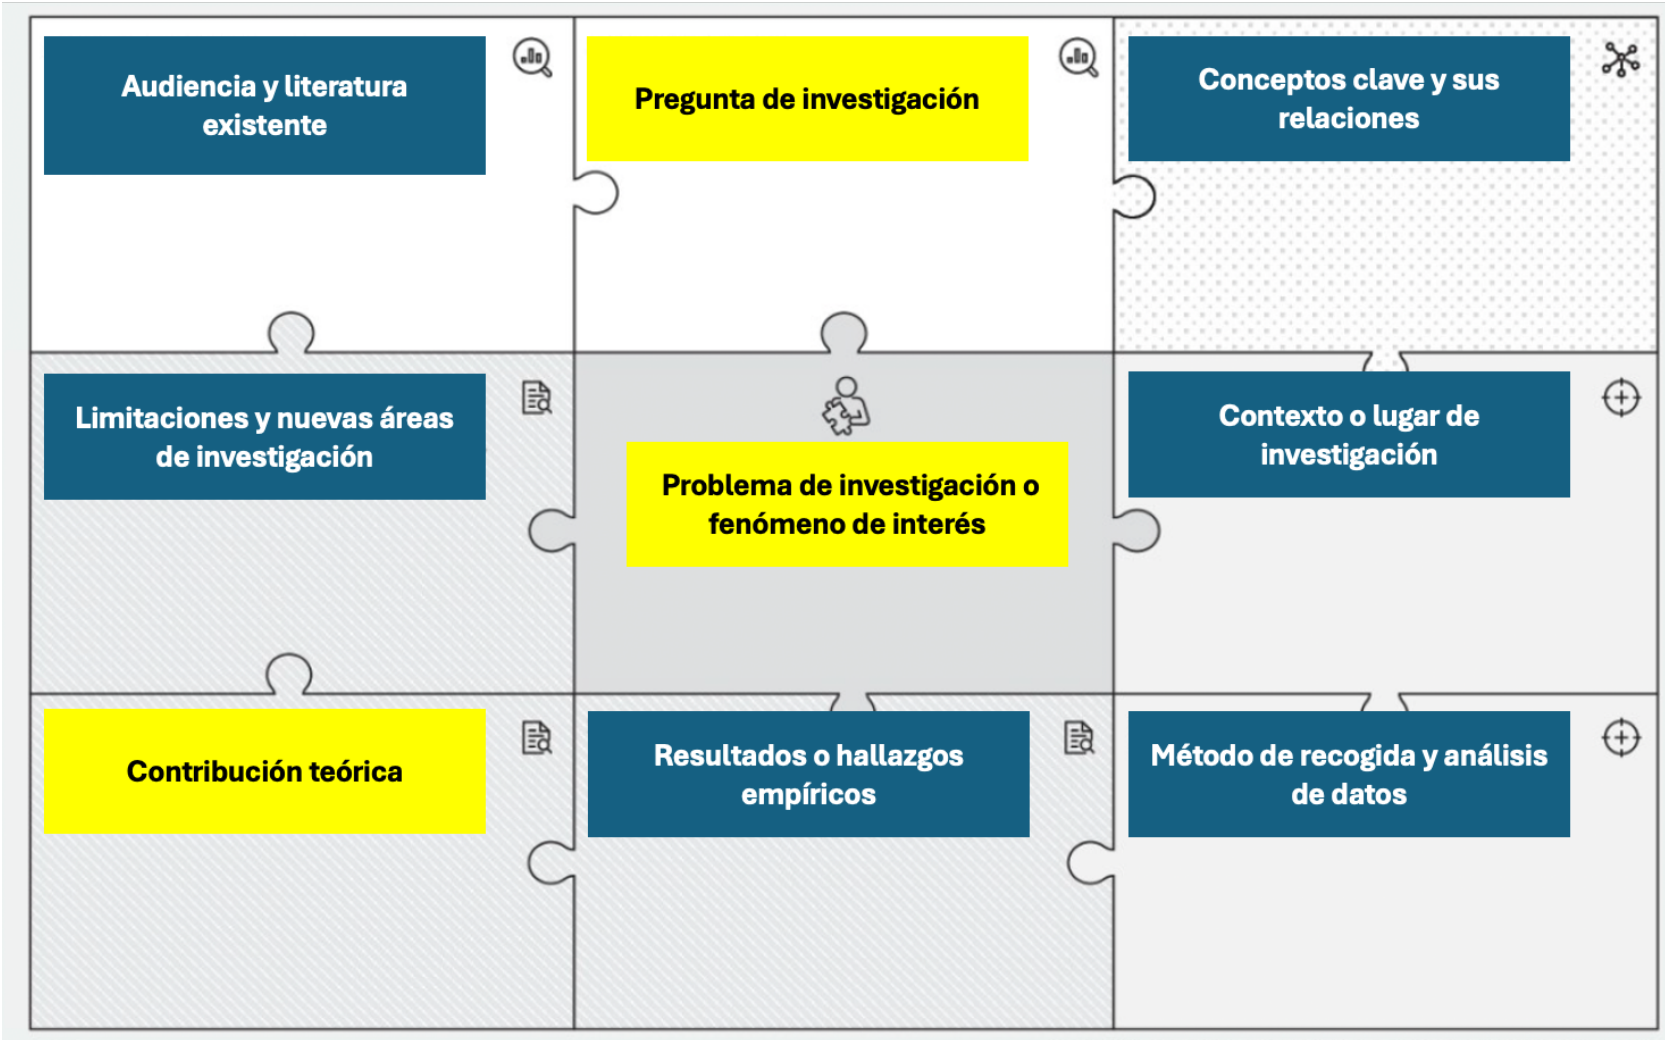 Audiencia y literatura
existente
Pregunta de investigación
Conceptos clave y sus
relaciones
Limitaciones y nuevas áreas
de investigación
Problema de investigación o
fenómeno de interés
Contexto o lugar de
investigación
Contribución teórica
Resultados o hallazgos
empíricos
Método de recogida y análisis
de datos